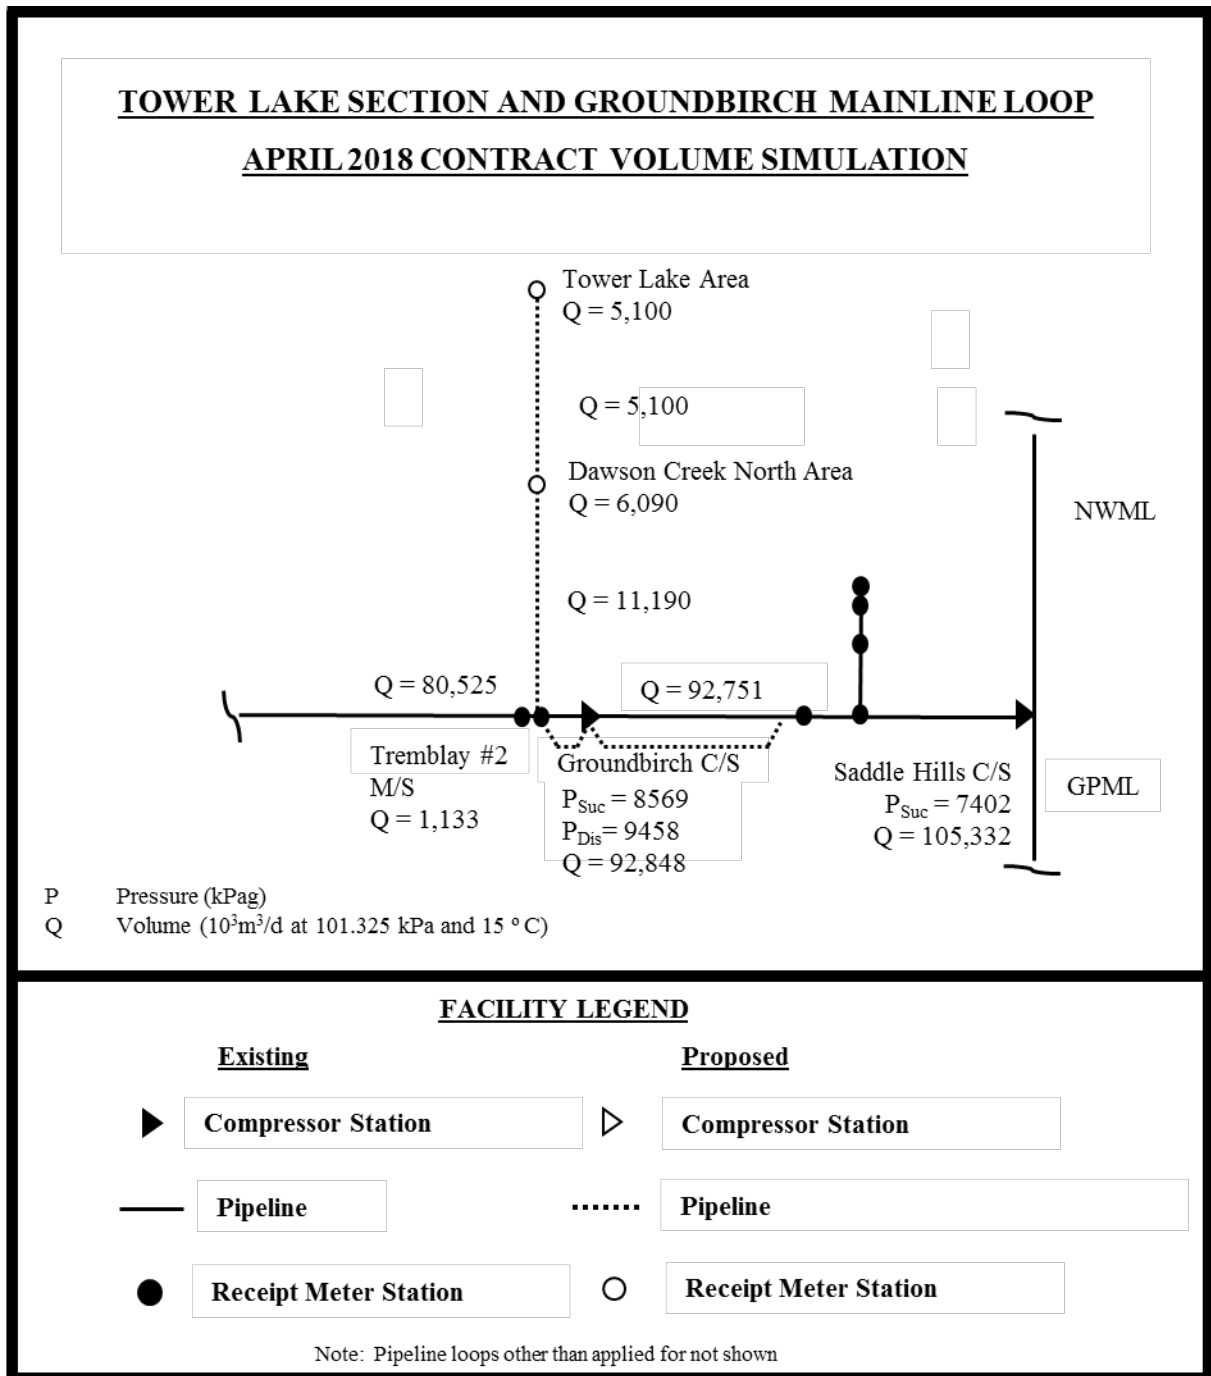 TOWER LAKE SECTION AND GROUNDBIRCH MAINLINE LOOP
APRIL 2018 CONTRACT VOLUME SIMULATION
Tower Lake Area
Q = 5,100
Q = 5,100
Dawson Creek North Area
Q = 6,090
NWML
Q = 11,190
Q = 80,525
Q = 92,751
Tremblay #2
M/S
Q = 1,133
Groundbirch C/S
P_Suc = 8569
P_Dis= 9458
Q = 92,848
Saddle Hills C/S
P_Suc = 7402
Q = 105,332
GPML
P Pressure (kPag)
Q Volume (10³m³/d at 101.325 kPa and 15 º C)
FACILITY LEGEND
Existing
Proposed
Compressor Station
Compressor Station
Pipeline
Pipeline
Receipt Meter Station
Receipt Meter Station
Note: Pipeline loops other than applied for not shown